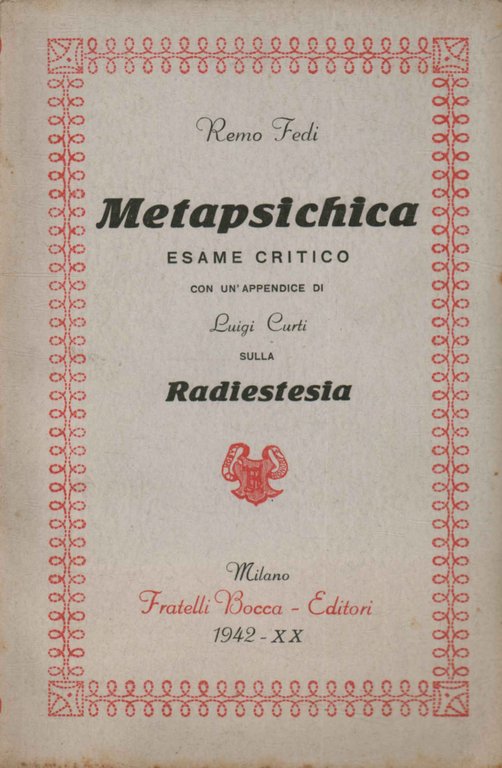 Remo Fedi
Metapsichica
ESAME CRITICO
CON UN'APPENDICE DI
Luigi Curti
SULLA
Radiestesia
Milano
Fratelli Bocca - Editori
1942 - XX